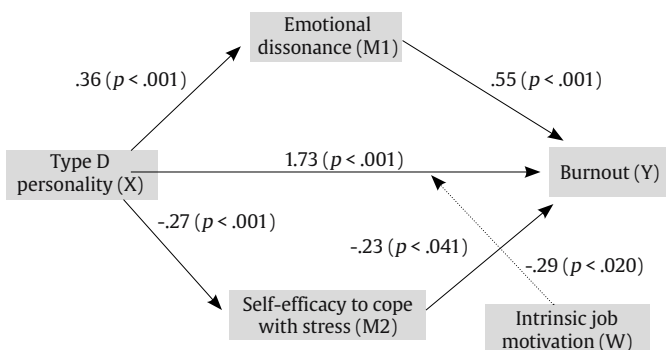 Emotional
dissonance (M1)
.36 (p < .001)
.55 (p < .001)
Type D
personality (X)
1.73 (p < .001)
Burnout (Y)
-.27 (p < .001)
-.23 (p < .041)
-.29 (p < .020)
Self-efficacy to cope
with stress (M2)
Intrinsic job
motivation (W)